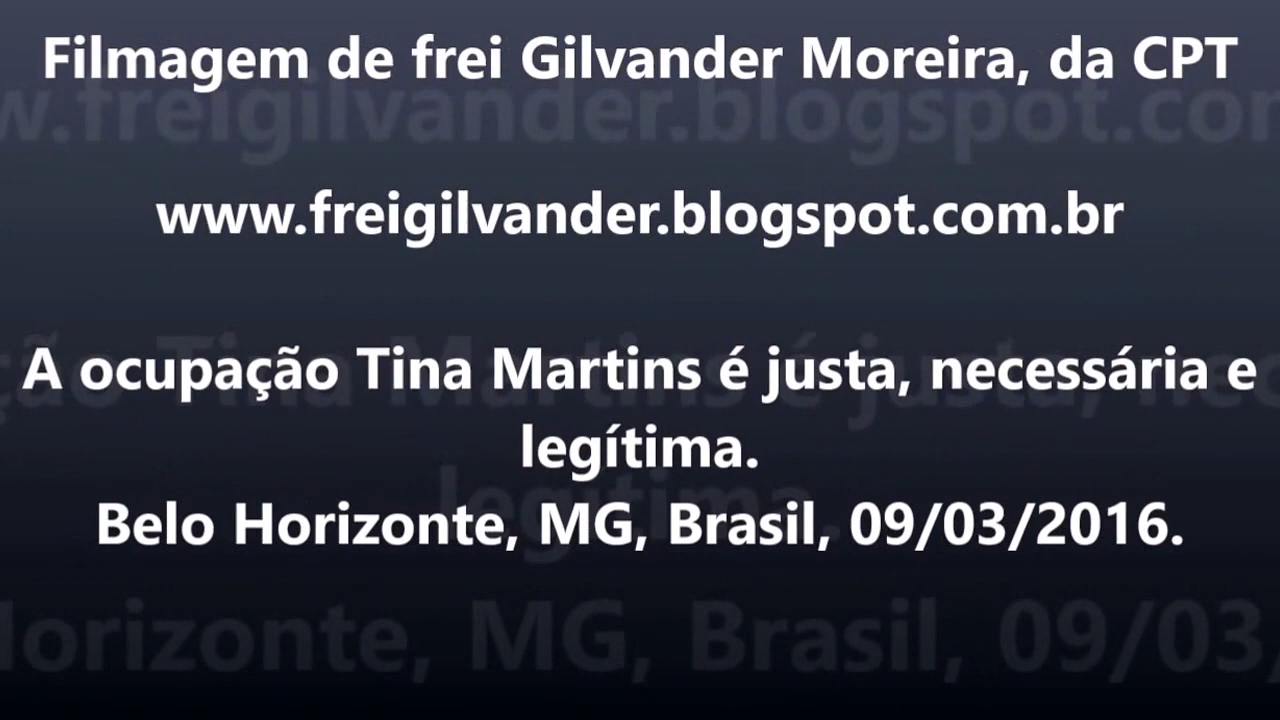 Filmagem de frei Gilvander Moreira, da CPT
www.freigilvander.blogspot.com.br
A ocupação Tina Martins é justa, necessária e
legítima.
Belo Horizonte, MG, Brasil, 09/03/2016.